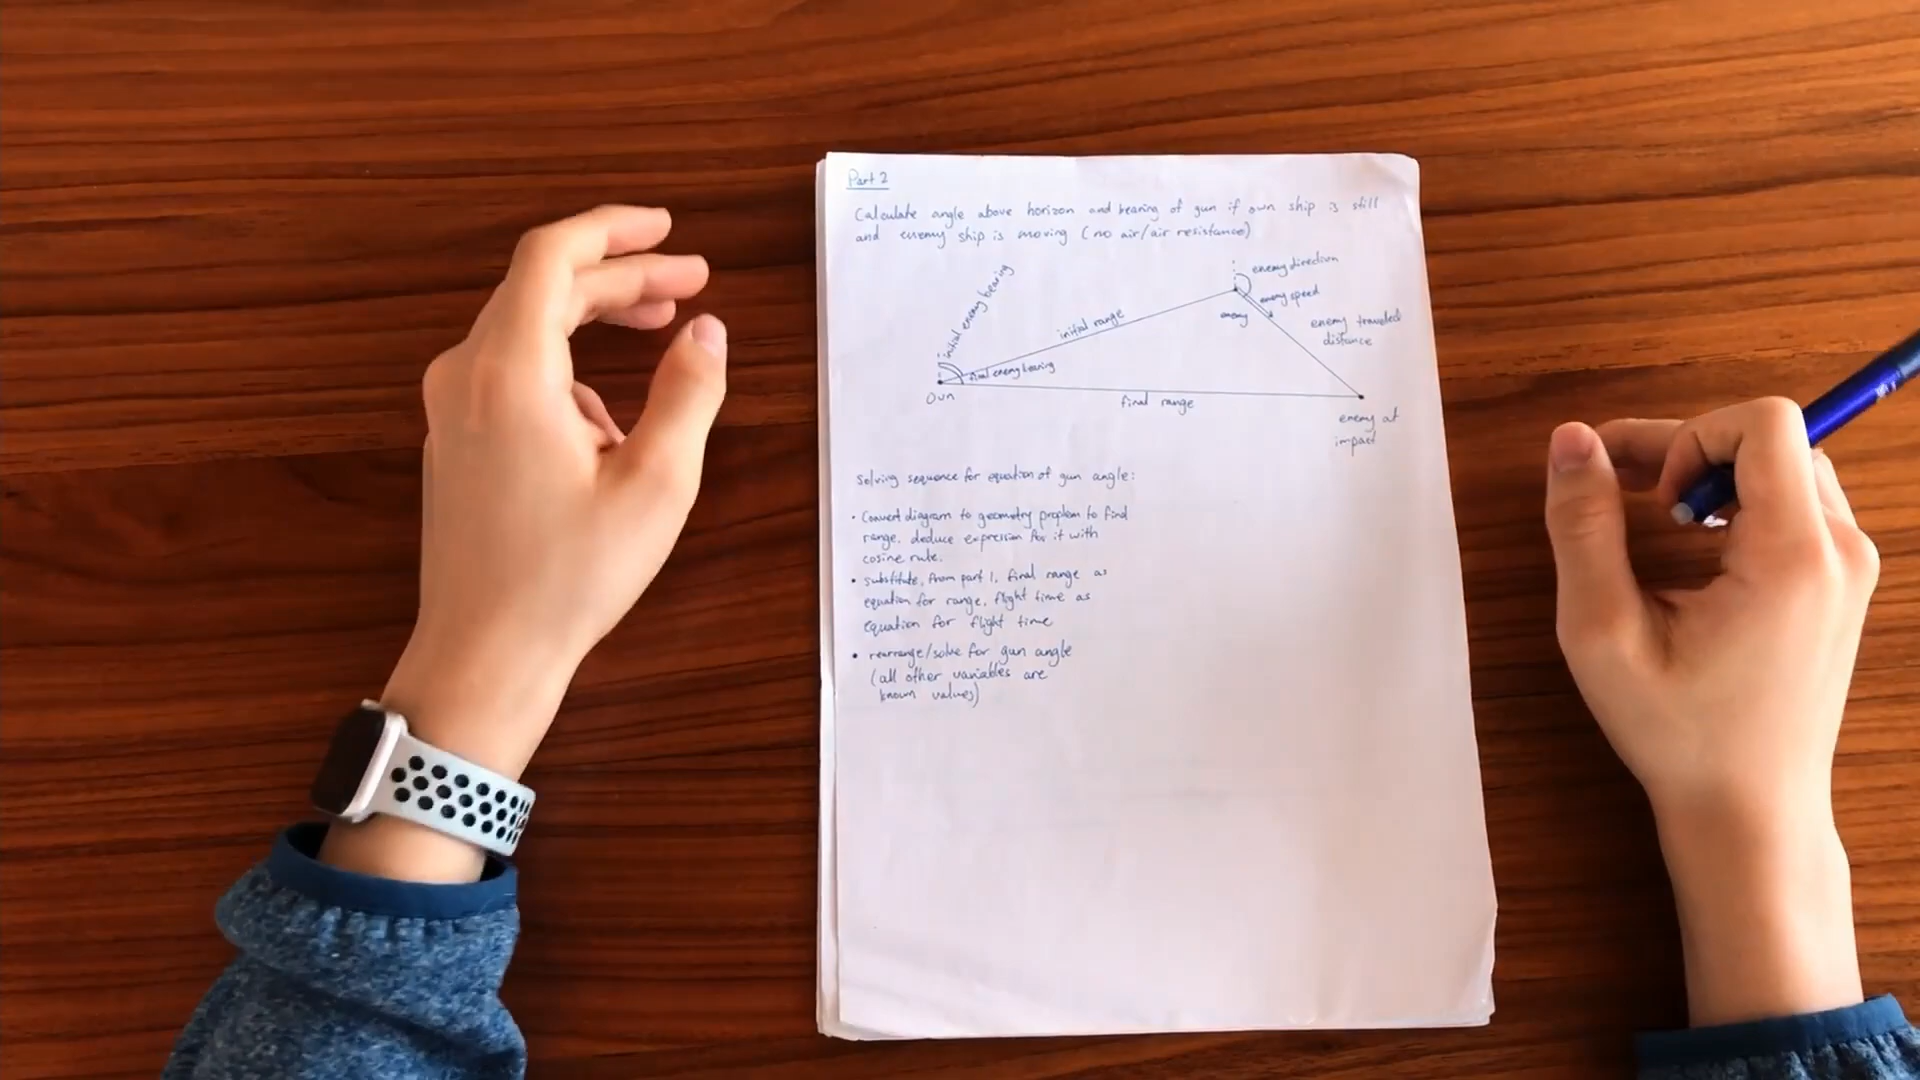 Part 2
Calculate angle above horizon and bearing of gun if own ship is still
and enemy ship is moving (no air/air resistance)
enemy direction
initial enemy bearing
enemy speed
enemy
initial range
enemy traveled
distance
final enemy bearing
own
final range
enemy at
impact
Solving sequence for equation of gun angle:
• Convert diagram to geometry proplem to find
range. deduce expression for it with
cosine rule.
• substitute, from part 1, final range as
equation for range, flight time as
equation for flight time
• rearrange/solve for gun angle
(all other variables are
known values)